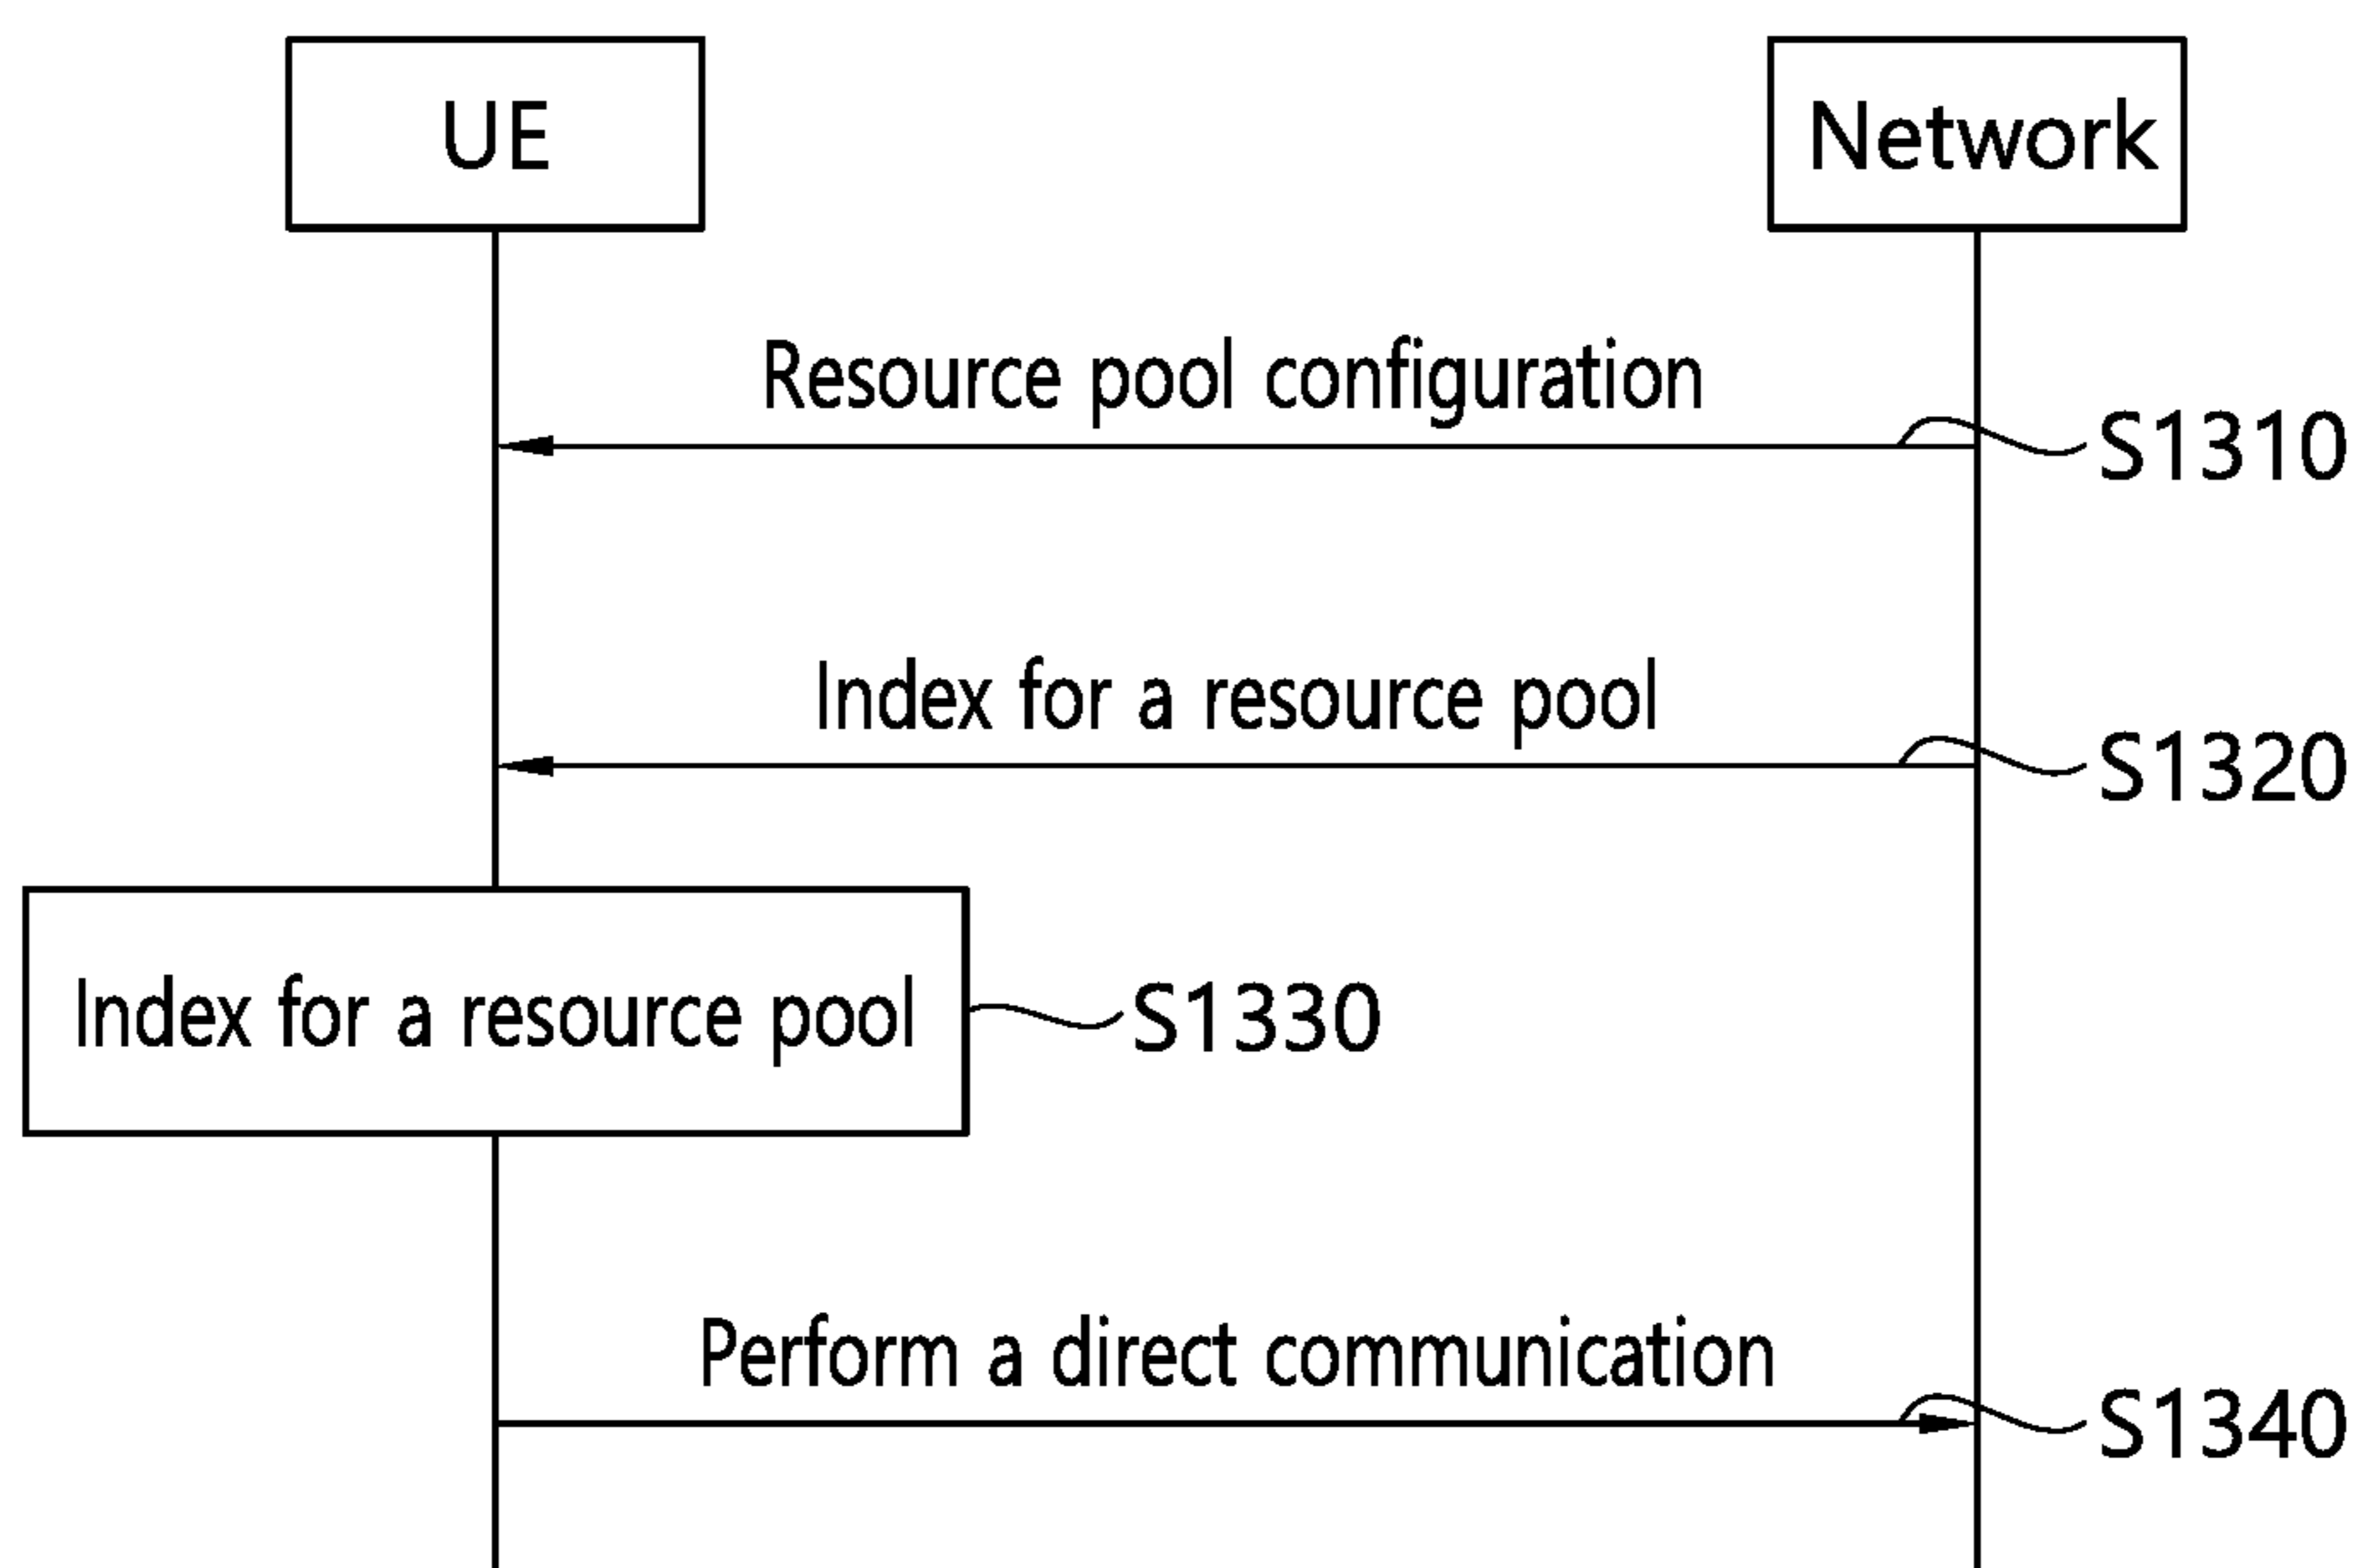 UE
Network
Resource pool configuration
S1310
Index for a resource pool
S1320
Index for a resource pool
S1330
Perform a direct communication
S1340